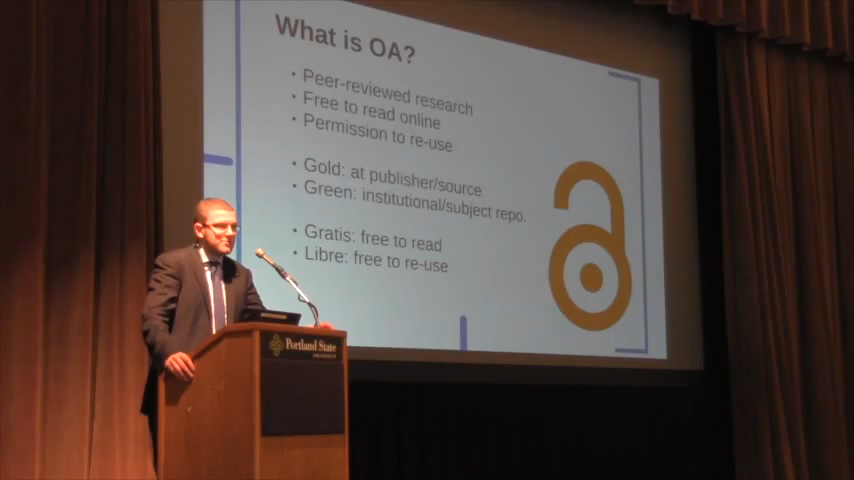 What is OA?
• Peer-reviewed research
• Free to read online
• Permission to re-use
• Gold: at publisher/source
• Green: institutional/subject repo.
• Gratis: free to read
• Libre: free to re-use
Portland State
UNIVERSITY